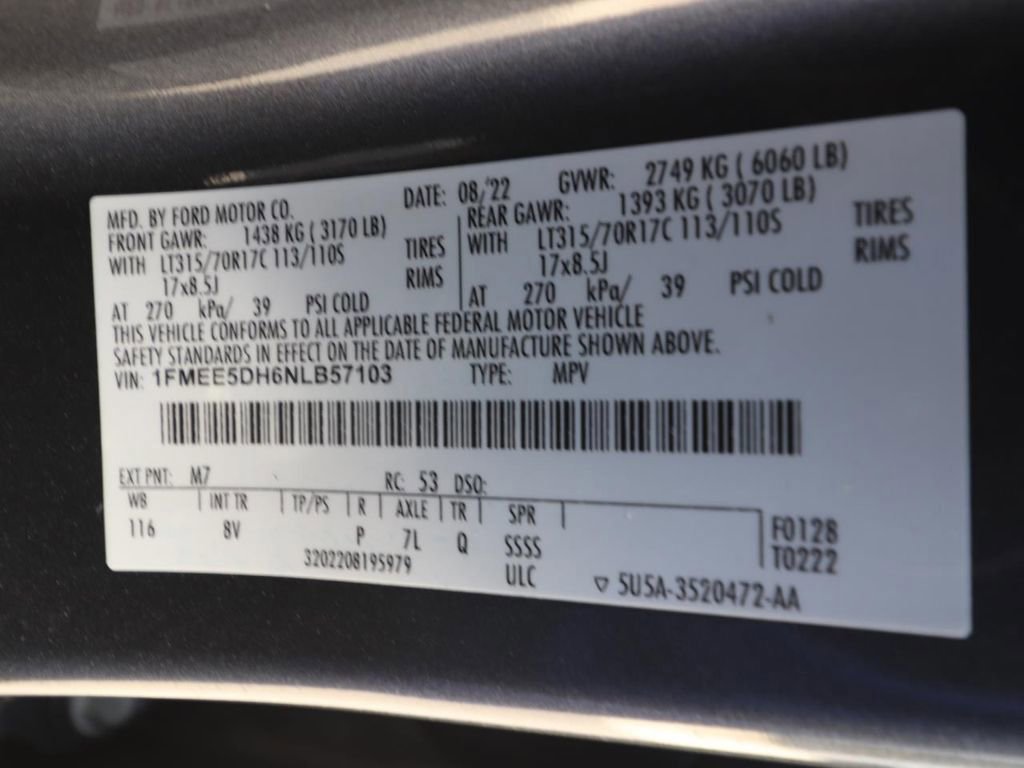 MFD. BY FORD MOTOR CO. DATE: 08/'22 GVWR: 2749 KG ( 6060 LB)
FRONT GAWR: 1438 KG ( 3170 LB) REAR GAWR: 1393 KG ( 3070 LB)
WITH LT315/70R17C 113/110S TIRES WITH LT315/70R17C 113/110S TIRES
17x8.5J RIMS 17x8.5J RIMS
AT 270 kPa/ 39 PSI COLD AT 270 kPa/ 39 PSI COLD
THIS VEHICLE CONFORMS TO ALL APPLICABLE FEDERAL MOTOR VEHICLE
SAFETY STANDARDS IN EFFECT ON THE DATE OF MANUFACTURE SHOWN ABOVE.
VIN: 1FMEE5DH6NLB57103 TYPE: MPV
EXT PNT: M7 RC: 53 DSO:
WB INT TR TP/PS R AXLE TR SPR
116 8V P 7L Q SSSS F0128
3202208195979 ULC T0222
▽ 5U5A-3520472-AA